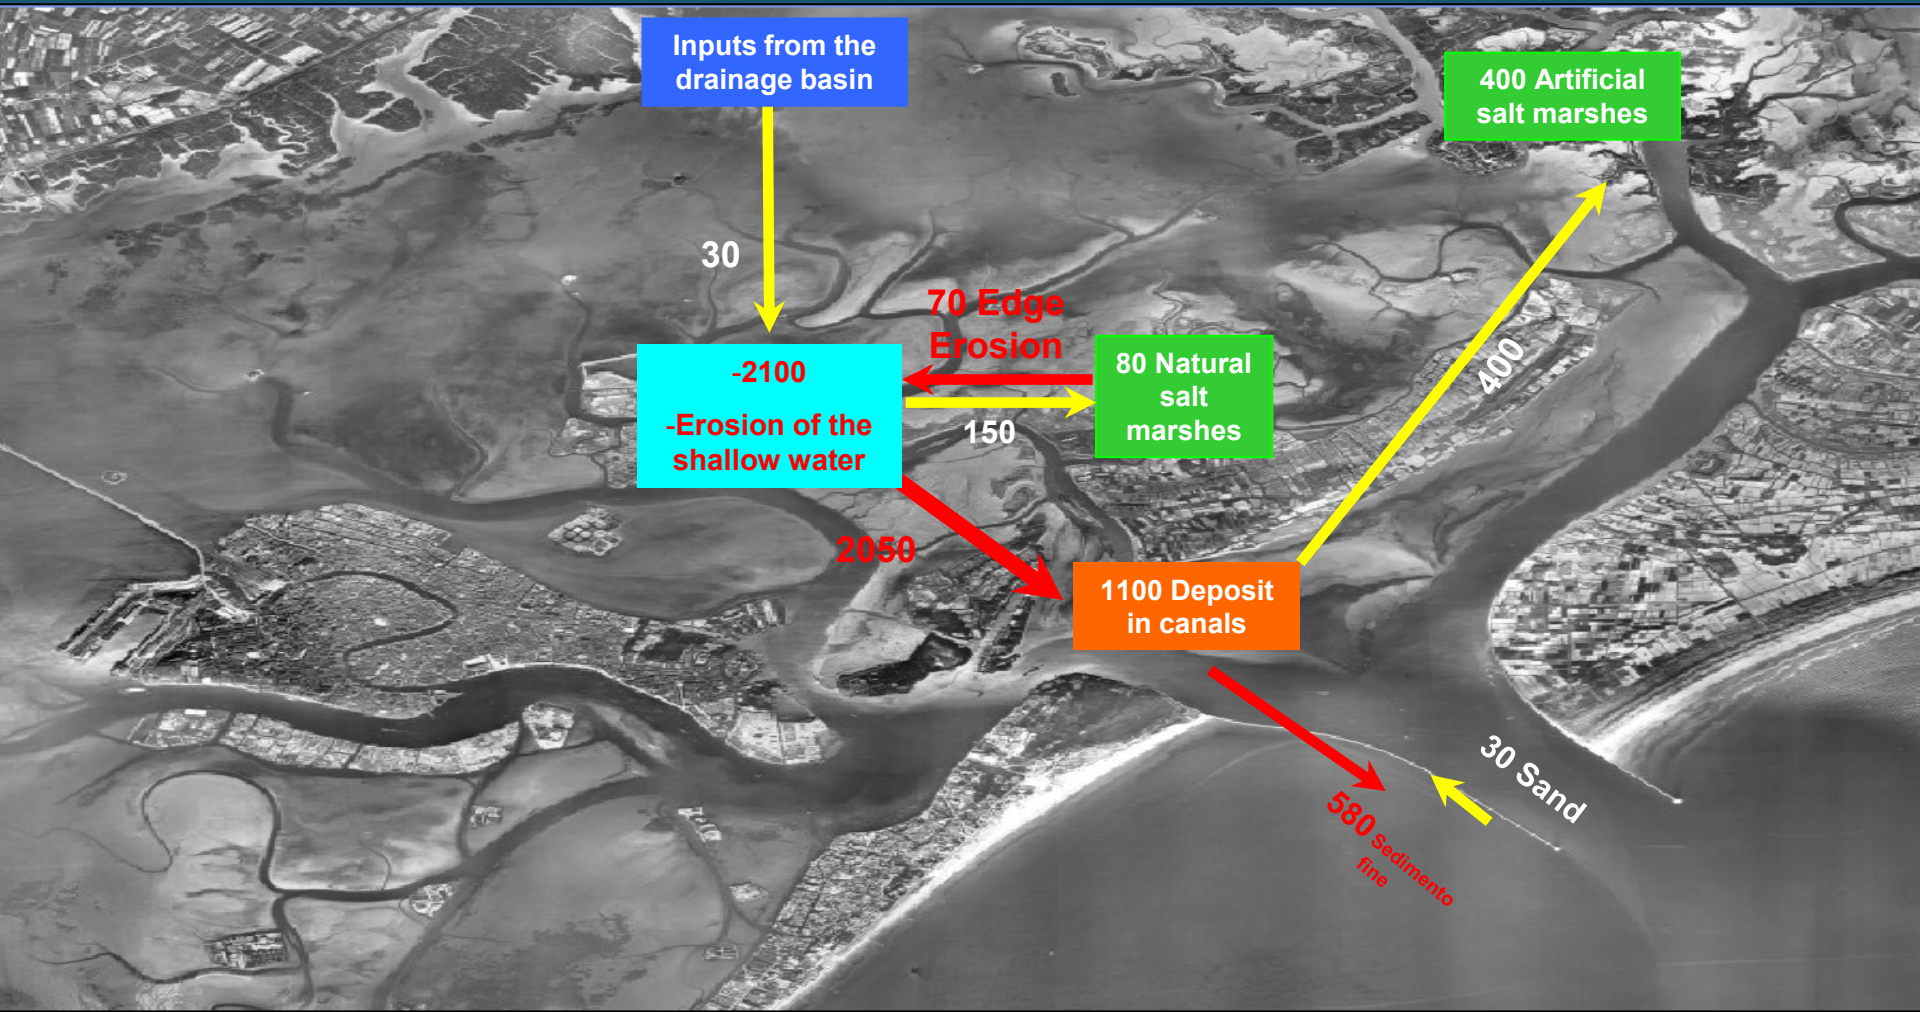 Inputs from the
drainage basin
400 Artificial
salt marshes
30
70 Edge
Erosion
-2100
-Erosion of the
shallow water
80 Natural
salt
marshes
150
400
2050
1100 Deposit
in canals
30 Sand
580 Sedimento
fine